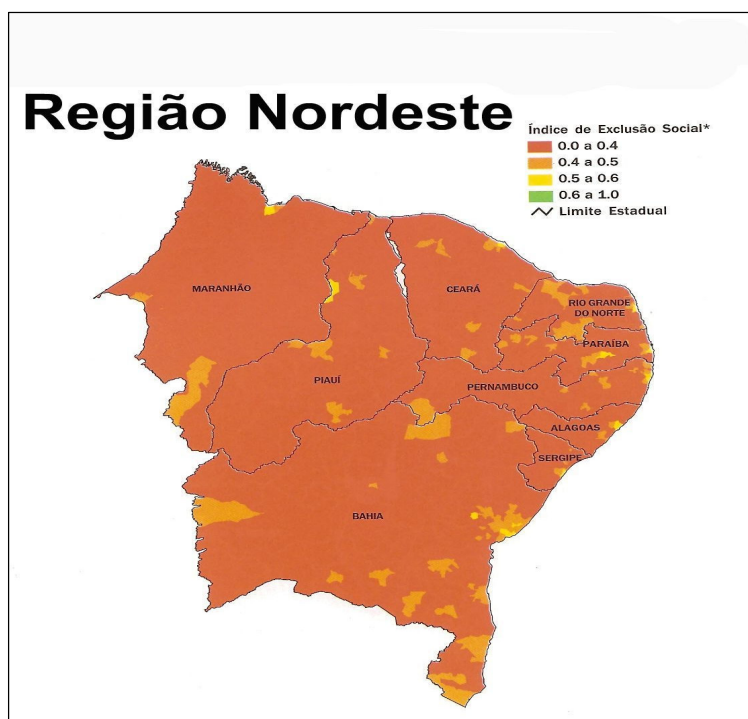 Região Nordeste
Índice de Exclusão Social*
0.0 a 0.4
0.4 a 0.5
0.5 a 0.6
0.6 a 1.0
Limite Estadual
MARANHÃO
CEARÁ
RIO GRANDE
DO NORTE
PARAÍBA
PIAUÍ
PERNAMBUCO
ALAGOAS
SERGIPE
BAHIA